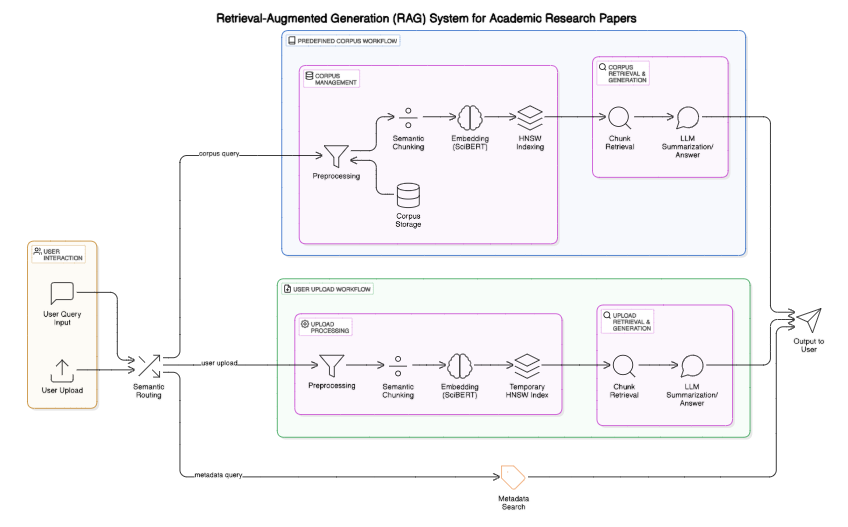 Retrieval-Augmented Generation (RAG) System for Academic Research Papers
PREDEFINED CORPUS WORKFLOW
CORPUS
MANAGEMENT
CORPUS
RETRIEVAL &
GENERATION
Semantic
Chunking
Embedding
(SciBERT)
HNSW
Indexing
Chunk
Retrieval
LLM
Summarization/
Answer
corpus query
Preprocessing
Corpus
Storage
USER
INTERACTION
User Query
Input
User Upload
Semantic
Routing
USER UPLOAD WORKFLOW
UPLOAD
PROCESSING
UPLOAD
RETRIEVAL &
GENERATION
user upload
Preprocessing
Semantic
Chunking
Embedding
(SciBERT)
Temporary
HNSW Index
Chunk
Retrieval
LLM
Summarization/
Answer
Output to
User
metadata query
Metadata
Search